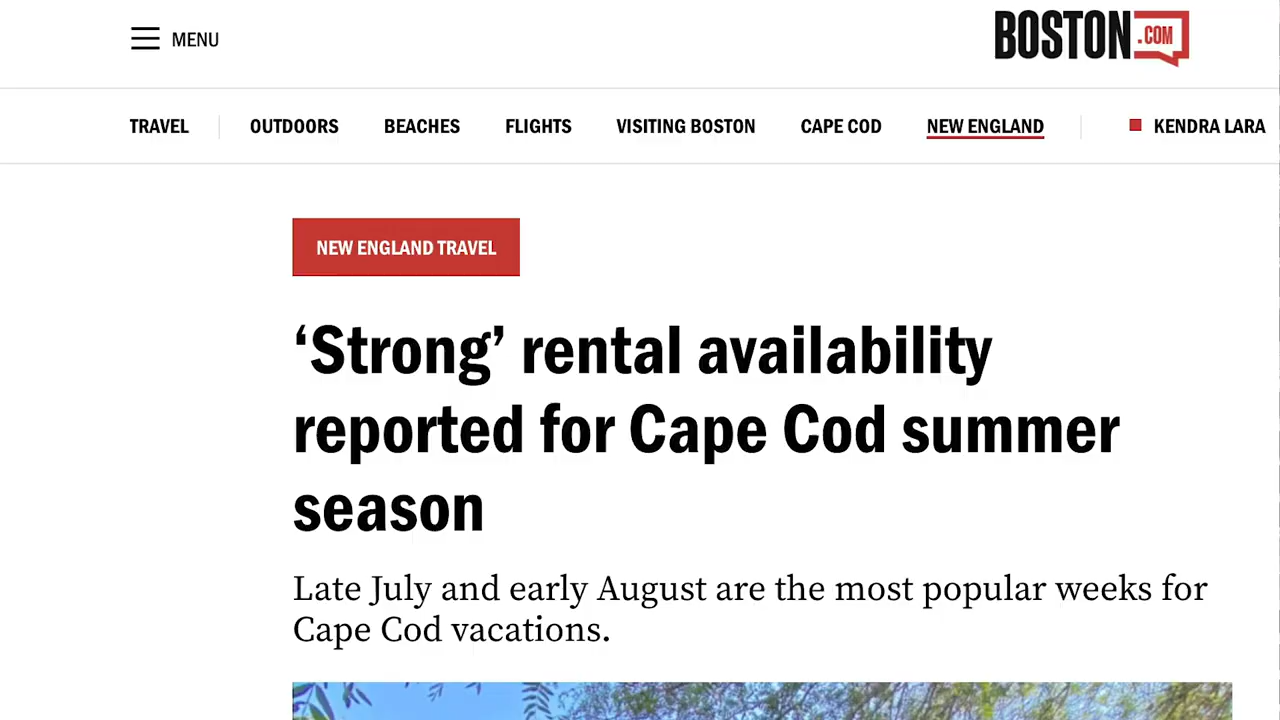 MENU
BOSTON.COM
TRAVEL OUTDOORS BEACHES FLIGHTS VISITING BOSTON CAPE COD NEW ENGLAND KENDRA LARA
NEW ENGLAND TRAVEL
‘Strong’ rental availability
reported for Cape Cod summer
season
Late July and early August are the most popular weeks for
Cape Cod vacations.